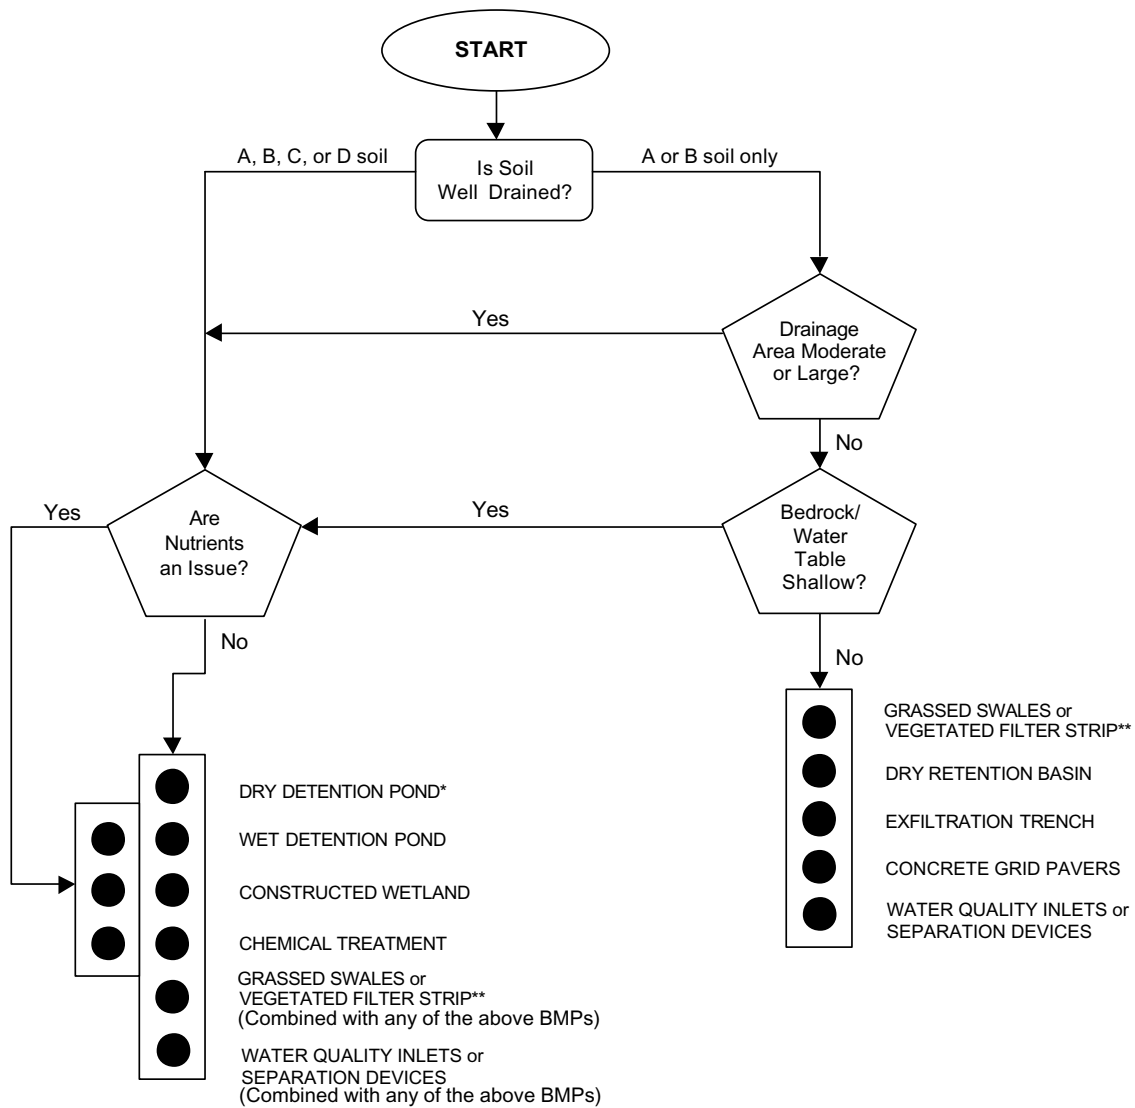 START
A, B, C, or D soil
Is Soil
Well Drained?
A or B soil only
Yes
Drainage
Area Moderate
or Large?
No
Yes
Are
Nutrients
an Issue?
Yes
Bedrock/
Water
Table
Shallow?
No
No
DRY DETENTION POND*
WET DETENTION POND
CONSTRUCTED WETLAND
CHEMICAL TREATMENT
GRASSED SWALES or
VEGETATED FILTER STRIP**
(Combined with any of the above BMPs)
WATER QUALITY INLETS or
SEPARATION DEVICES
(Combined with any of the above BMPs)
GRASSED SWALES or
VEGETATED FILTER STRIP**
DRY RETENTION BASIN
EXFILTRATION TRENCH
CONCRETE GRID PAVERS
WATER QUALITY INLETS or
SEPARATION DEVICES